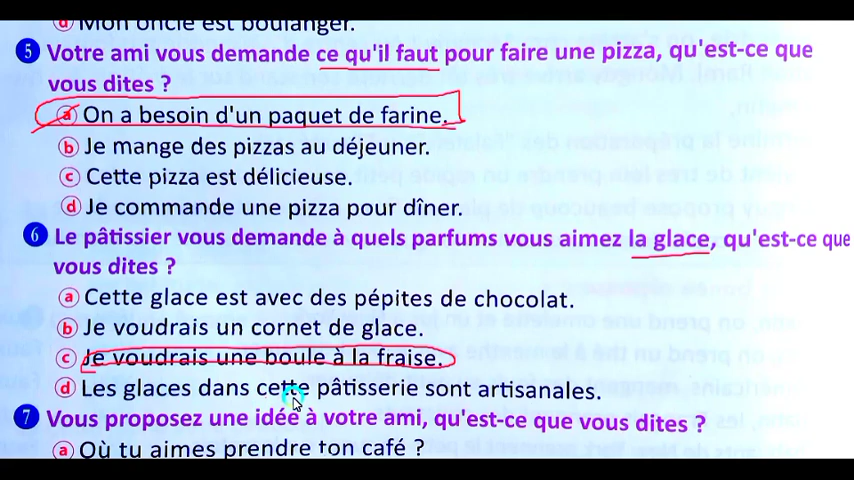 d Mon oncle est boulanger.
5 Votre ami vous demande ce qu'il faut pour faire une pizza, qu'est-ce que
vous dites ?
a On a besoin d'un paquet de farine.
b Je mange des pizzas au déjeuner.
c Cette pizza est délicieuse.
d Je commande une pizza pour dîner.
6 Le pâtissier vous demande à quels parfums vous aimez la glace, qu'est-ce que
vous dites ?
a Cette glace est avec des pépites de chocolat.
b Je voudrais un cornet de glace.
c Je voudrais une boule à la fraise.
d Les glaces dans cette pâtisserie sont artisanales.
7 Vous proposez une idée à votre ami, qu'est-ce que vous dites ?
a Où tu aimes prendre ton café ?